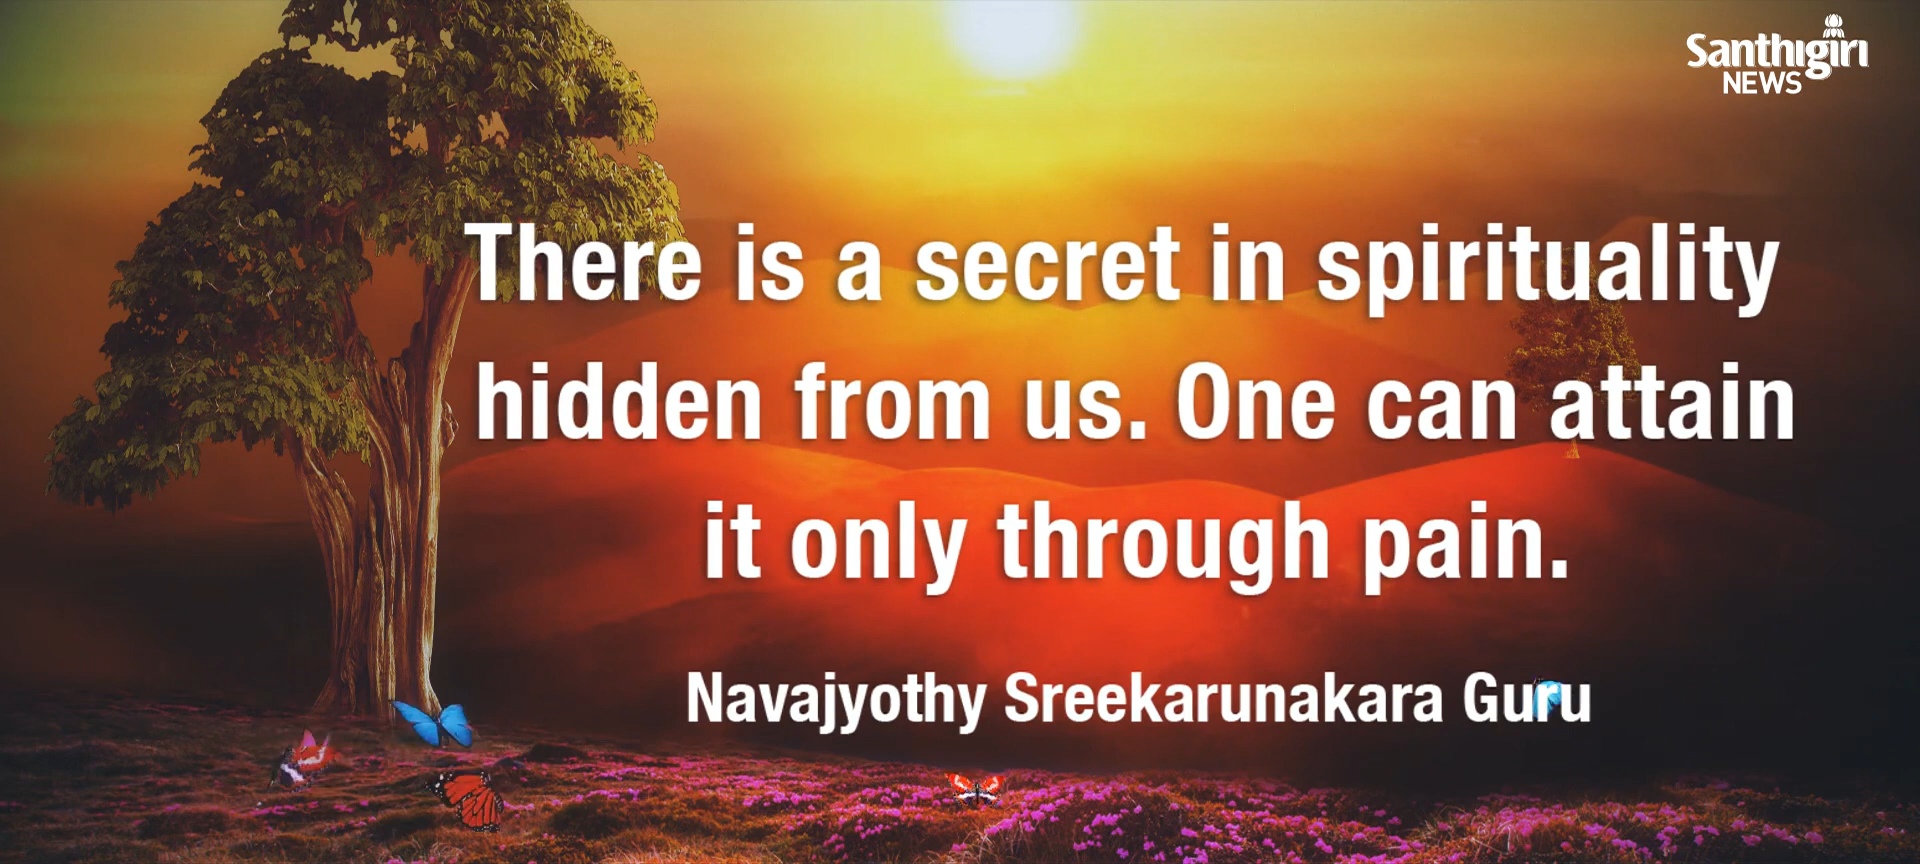 Santhigiri
NEWS
There is a secret in spirituality
hidden from us. One can attain
it only through pain.
Navajyothy Sreekarunakara Guru